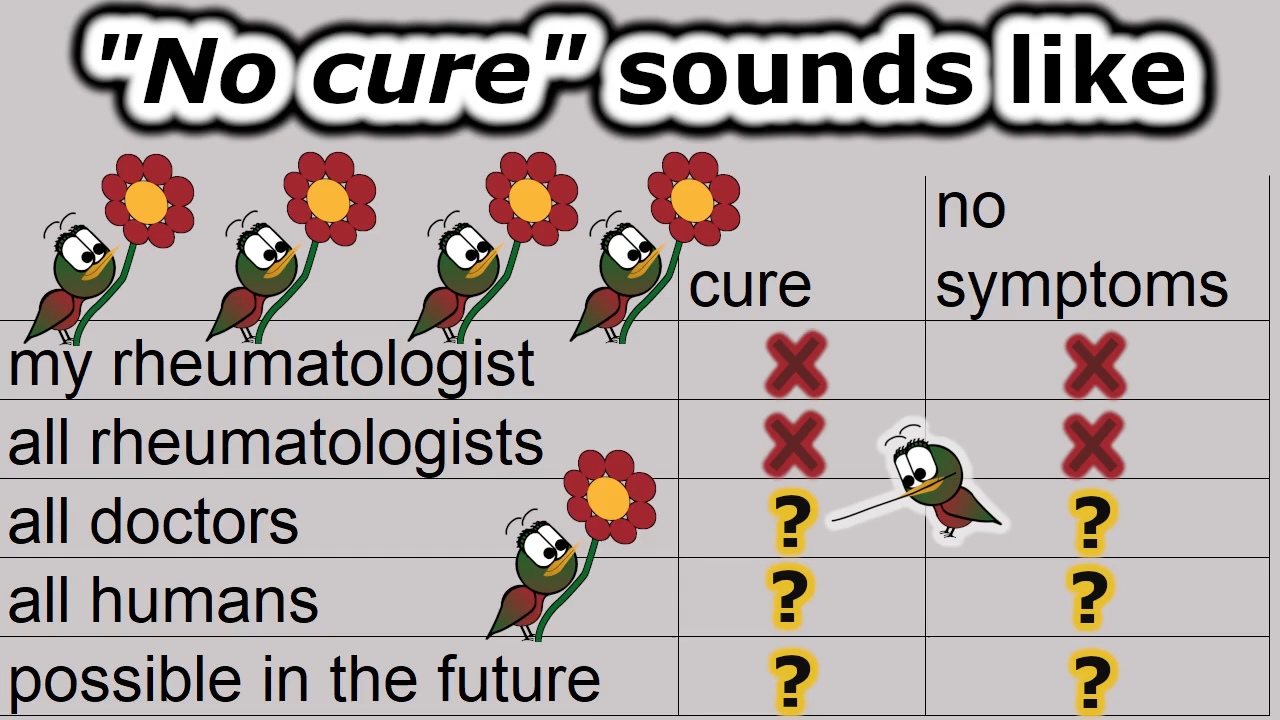 "No cure" sounds like
no
cure symptoms
my rheumatologist
all rheumatologists
all doctors ? ?
all humans ? ?
possible in the future ? ?